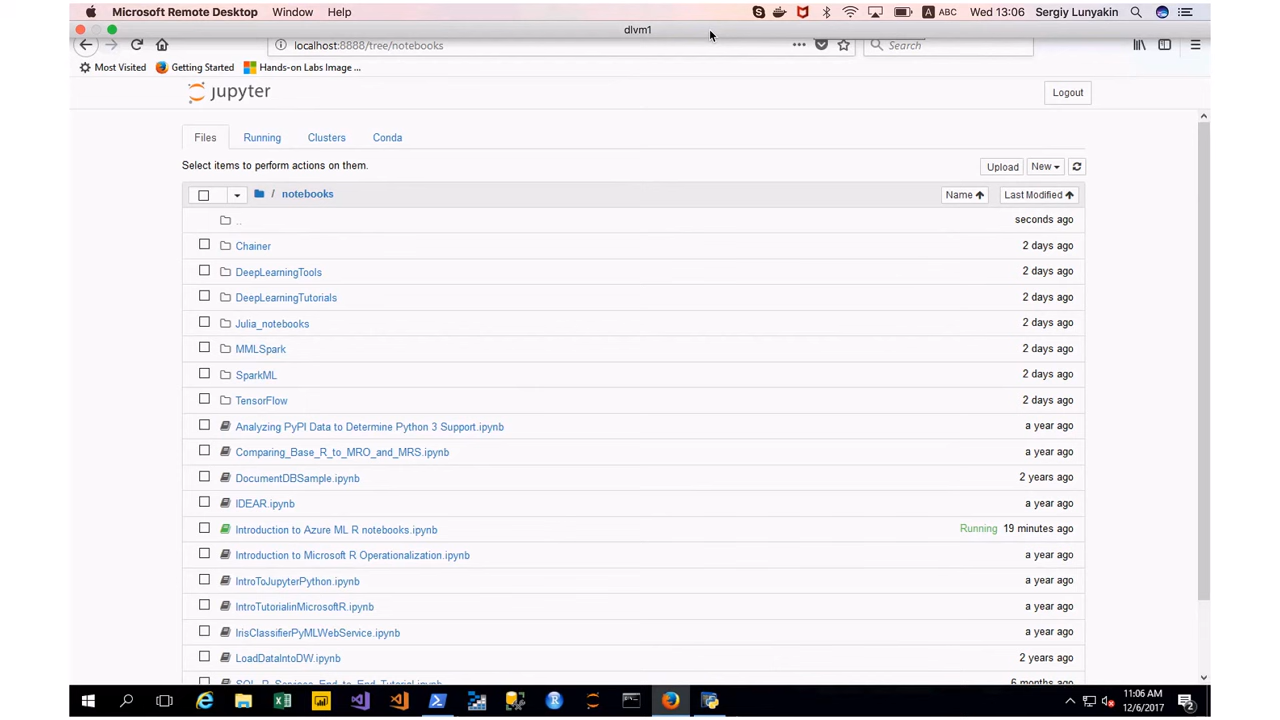 Microsoft Remote Desktop Window Help A ABC Wed 13:06 Sergiy Lunyakin
dlvm1
localhost:8888/tree/notebooks Search
Most Visited Getting Started Hands-on Labs Image ...
jupyter Logout
Files Running Clusters Conda
Select items to perform actions on them. Upload New
/ notebooks Name Last Modified
.. seconds ago
Chainer 2 days ago
DeepLearningTools 2 days ago
DeepLearningTutorials 2 days ago
Julia_notebooks 2 days ago
MMLSpark 2 days ago
SparkML 2 days ago
TensorFlow 2 days ago
Analyzing PyPI Data to Determine Python 3 Support.ipynb a year ago
Comparing_Base_R_to_MRO_and_MRS.ipynb a year ago
DocumentDBSample.ipynb 2 years ago
IDEAR.ipynb a year ago
Introduction to Azure ML R notebooks.ipynb Running 19 minutes ago
Introduction to Microsoft R Operationalization.ipynb a year ago
IntroToJupyterPython.ipynb a year ago
IntroTutorialinMicrosoftR.ipynb a year ago
IrisClassifierPyMLWebService.ipynb a year ago
LoadDataIntoDW.ipynb 2 years ago
SQL_R_Services_End_to_End_Tutorial.ipynb 6 months ago
11:06 AM
12/6/2017 2